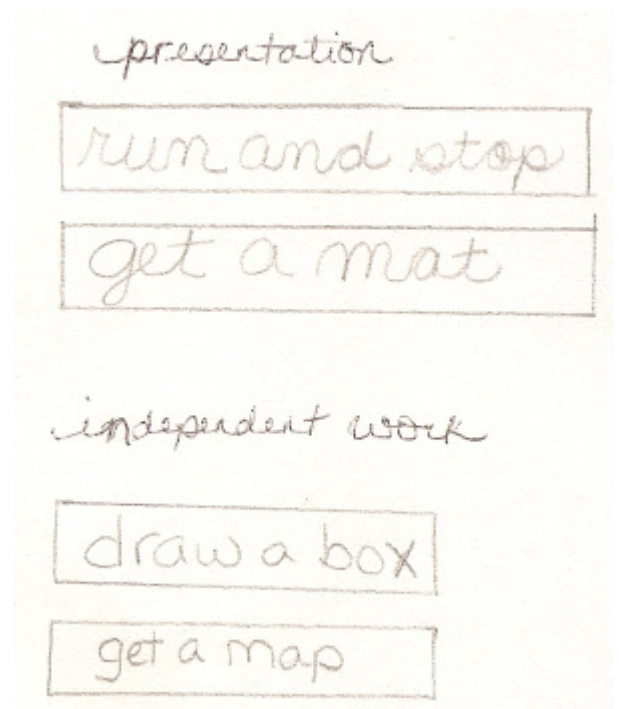 presentation
run and stop
get a mat
independent work
draw a box
get a map